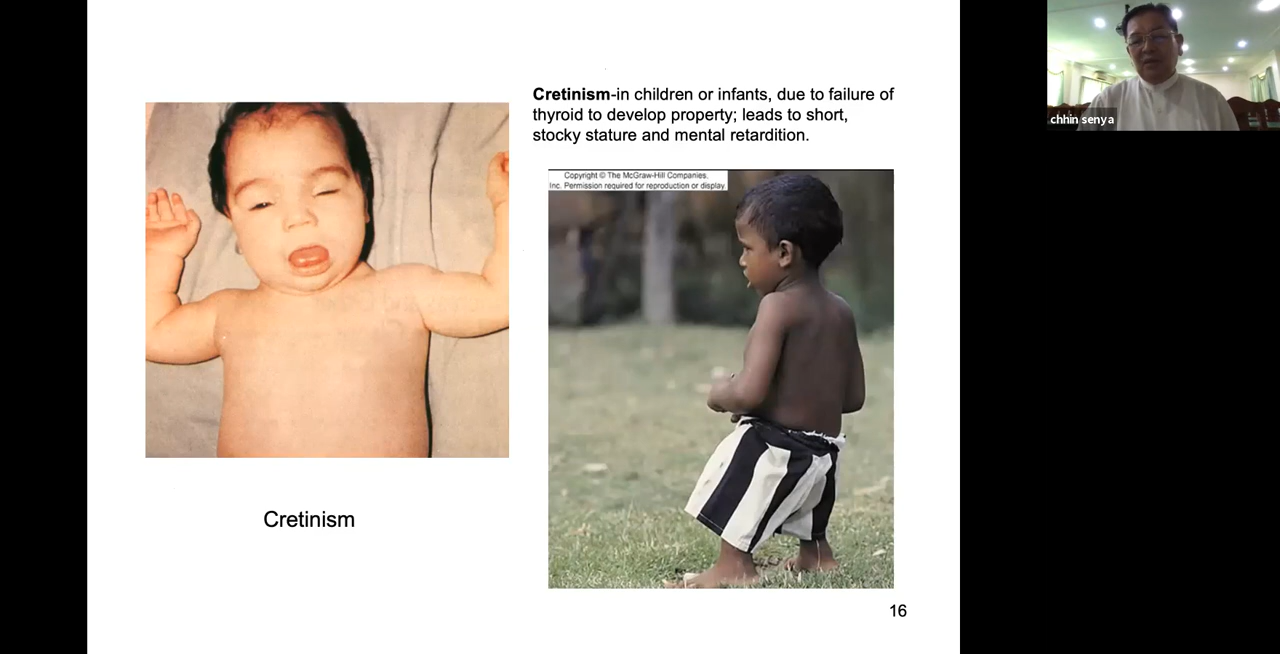 Cretinism-in children or infants, due to failure of
thyroid to develop property; leads to short,
stocky stature and mental retardition.
Copyright © The McGraw-Hill Companies.
Inc. Permission required for reproduction or display.
Cretinism
16
chhin senya